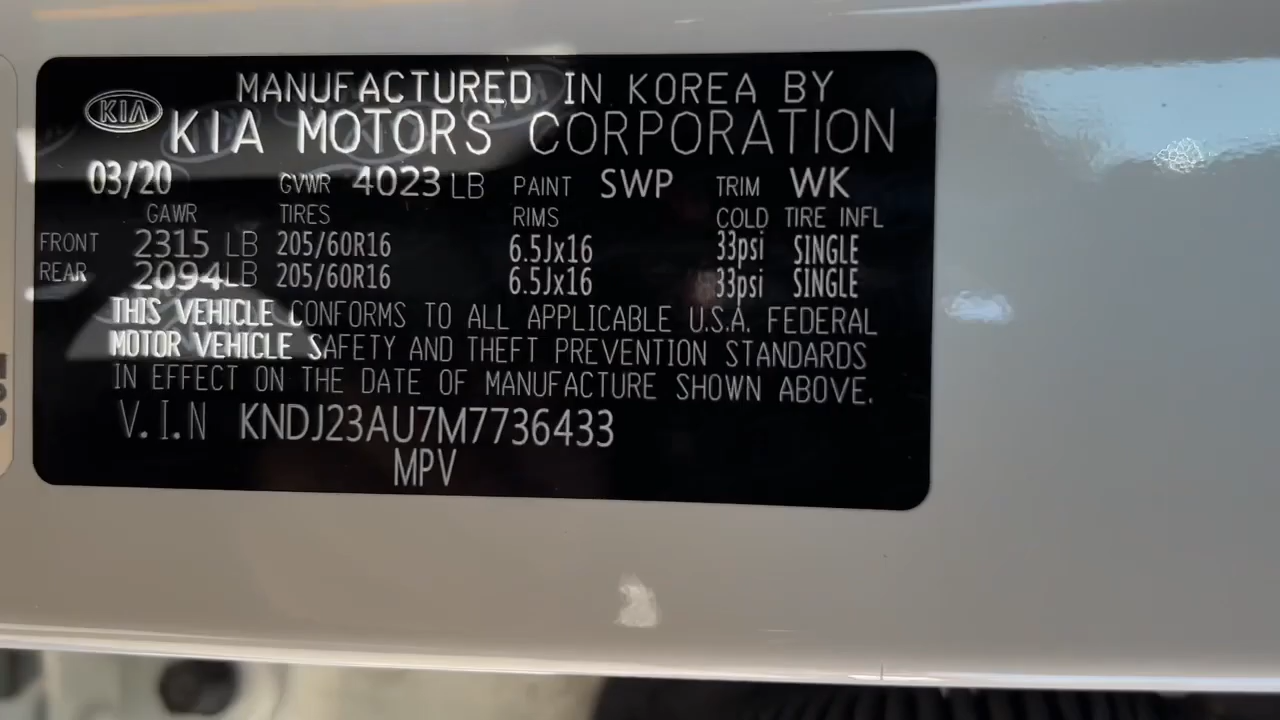 MANUFACTURED IN KOREA BY
KIA KIA MOTORS CORPORATION
03/20 GVWR 4023 LB PAINT SWP TRIM WK
GAWR TIRES RIMS COLD TIRE INFL
FRONT 2315 LB 205/60R16 6.5Jx16 33psi SINGLE
REAR 2094 LB 205/60R16 6.5Jx16 33psi SINGLE
THIS VEHICLE CONFORMS TO ALL APPLICABLE U.S.A. FEDERAL
MOTOR VEHICLE SAFETY AND THEFT PREVENTION STANDARDS
IN EFFECT ON THE DATE OF MANUFACTURE SHOWN ABOVE.
V.I.N KNDJ23AU7M7736433
MPV